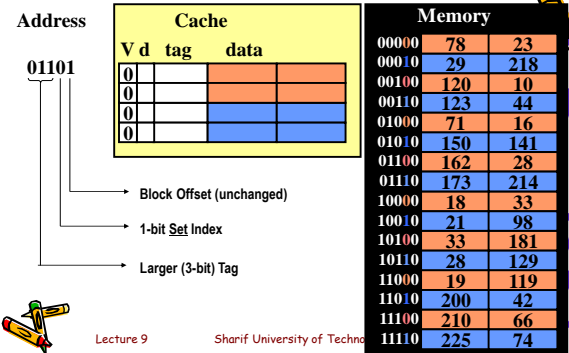 Address
Cache
V d tag data
01101
0
0
0
0
Block Offset (unchanged)
1-bit Set Index
Larger (3-bit) Tag
Memory
00000 78 23
00010 29 218
00100 120 10
00110 123 44
01000 71 16
01010 150 141
01100 162 28
01110 173 214
10000 18 33
10010 21 98
10100 33 181
10110 28 129
11000 19 119
11010 200 42
11100 210 66
11110 225 74
Lecture 9
Sharif University of Techno